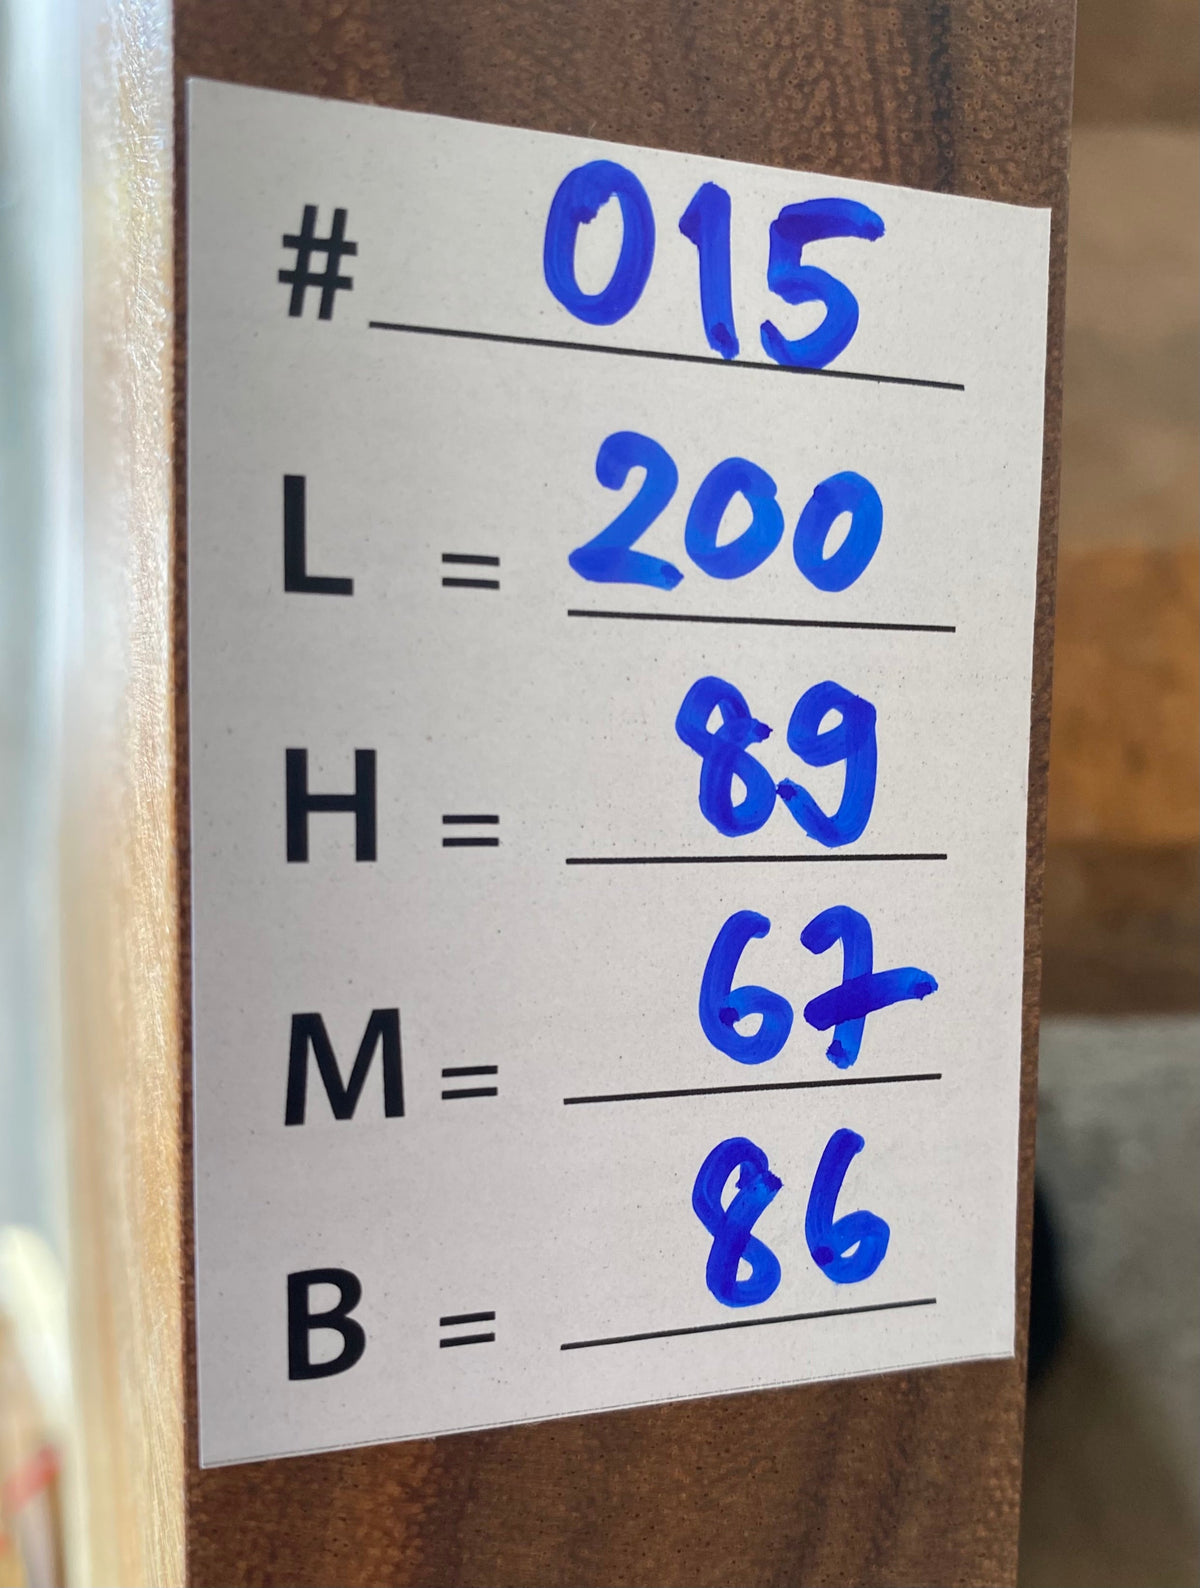 # 015
L = 200
H = 89
M = 67
B = 86